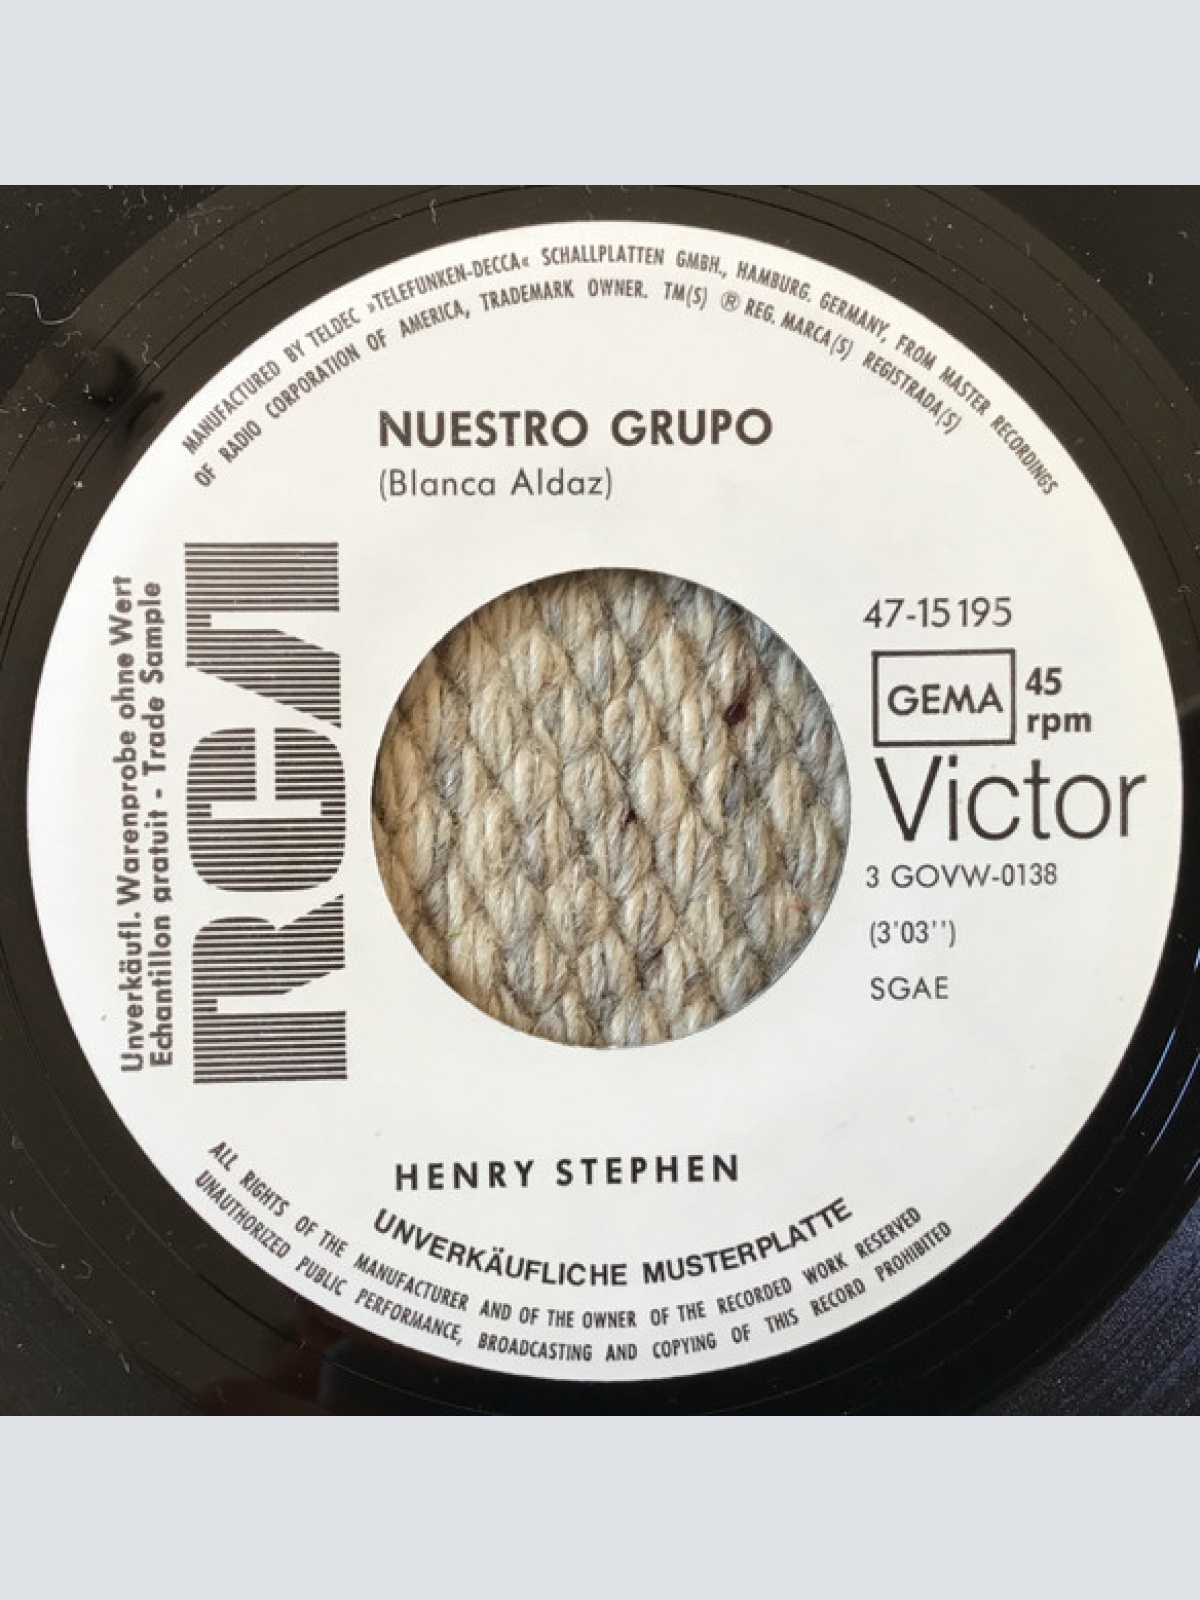 MANUFACTURED BY TELDEC »TELEFUNKEN-DECCA« SCHALLPLATTEN GMBH., HAMBURG. GERMANY, FROM MASTER RECORDINGS
OF RADIO CORPORATION OF AMERICA, TRADEMARK OWNER. TM(S) ® REG. MARCA(S) REGISTRADA(S)
NUESTRO GRUPO
(Blanca Aldaz)
Unverkäufl. Warenprobe ohne Wert
Echantillon gratuit - Trade Sample
RCA
47-15195
GEMA 45
rpm
Victor
3 GOVW-0138
(3'03'')
SGAE
HENRY STEPHEN
UNVERKÄUFLICHE MUSTERPLATTE
ALL RIGHTS OF THE MANUFACTURER AND OF THE OWNER OF THE RECORDED WORK RESERVED
UNAUTHORIZED PUBLIC PERFORMANCE, BROADCASTING AND COPYING OF THIS RECORD PROHIBITED